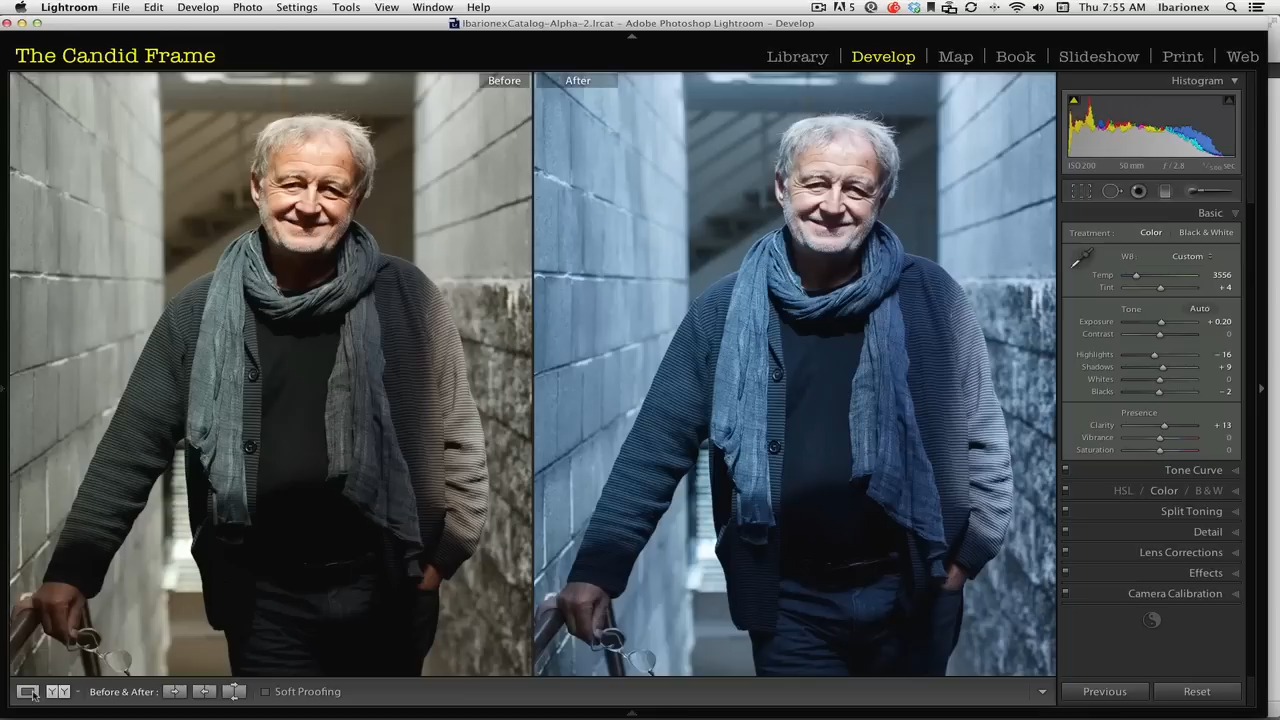 Lightroom File Edit Develop Photo Settings Tools View Window Help 5 Thu 7:55 AM Ibarionex
IbarionexCatalog-Alpha-2.lrcat - Adobe Photoshop Lightroom - Develop
The Candid Frame Library Develop Map Book Slideshow Print Web
Before After Histogram
ISO 200 50 mm ƒ / 2.8 sec
Basic
Treatment : Color Black & White
WB : Custom
Temp 3556
Tint + 4
Tone Auto
Exposure + 0.20
Contrast 0
Highlights − 16
Shadows + 9
Whites 0
Blacks − 2
Presence
Clarity + 13
Vibrance 0
Saturation 0
Tone Curve
HSL / Color / B & W
Split Toning
Detail
Lens Corrections
Effects
Camera Calibration
YY Before & After : Soft Proofing Previous Reset